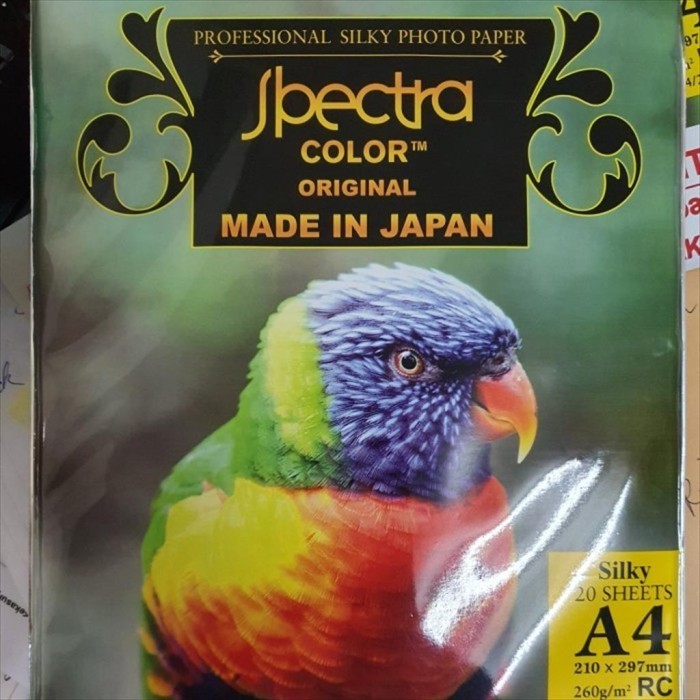 PROFESSIONAL SILKY PHOTO PAPER
Spectra
COLOR™
ORIGINAL
MADE IN JAPAN
Silky
20 SHEETS
A4
210 x 297mm
260g/m² RC